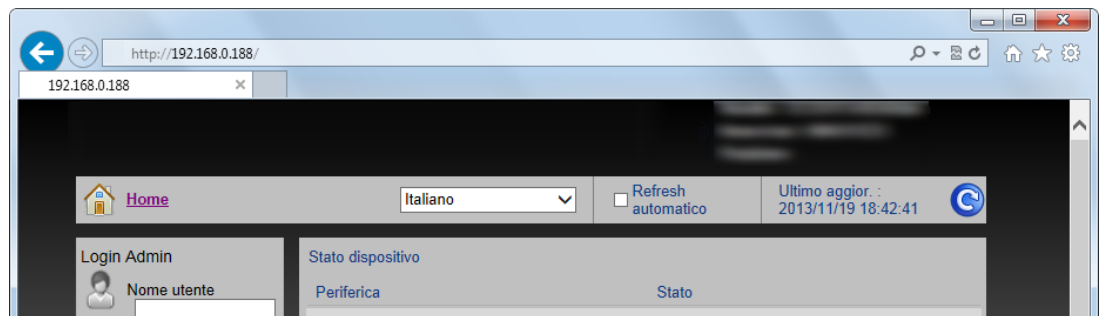 http://192.168.0.188/
192.168.0.188
Home
Italiano
Refresh
automatico
Ultimo aggior. :
2013/11/19 18:42:41
Login Admin
Nome utente
Stato dispositivo
Periferica Stato